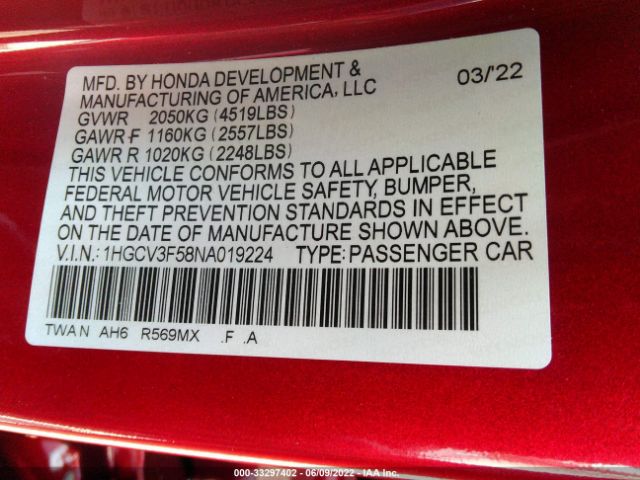 MFD. BY HONDA DEVELOPMENT & 03/'22
MANUFACTURING OF AMERICA, LLC
GVWR 2050KG (4519LBS)
GAWR F 1160KG (2557LBS)
GAWR R 1020KG (2248LBS)
THIS VEHICLE CONFORMS TO ALL APPLICABLE
FEDERAL MOTOR VEHICLE SAFETY, BUMPER,
AND THEFT PREVENTION STANDARDS IN EFFECT
ON THE DATE OF MANUFACTURE SHOWN ABOVE.
V.I.N.: 1HGCV3F58NA019224 TYPE: PASSENGER CAR
TWAN AH6 R569MX .F .A
000-33297402 - 06/09/2022 - IAA Inc.